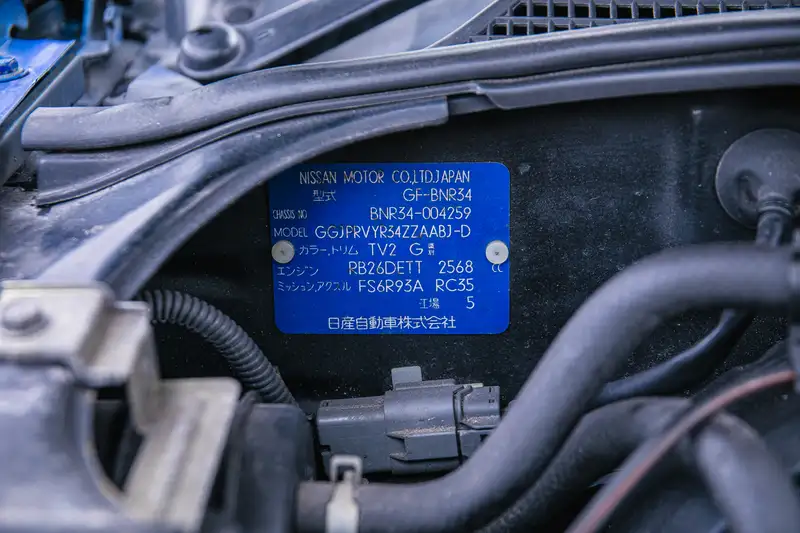 NISSAN MOTOR CO.,LTD.JAPAN
型式 GF-BNR34
CHASSIS NO BNR34-004259
MODEL GGJPRVYR34ZZAABJ-D
カラー,トリム TV2 G 識別
エンジン RB26DETT 2568 cc
ミッション,アクスル FS6R93A RC35
工場 5
日産自動車株式会社